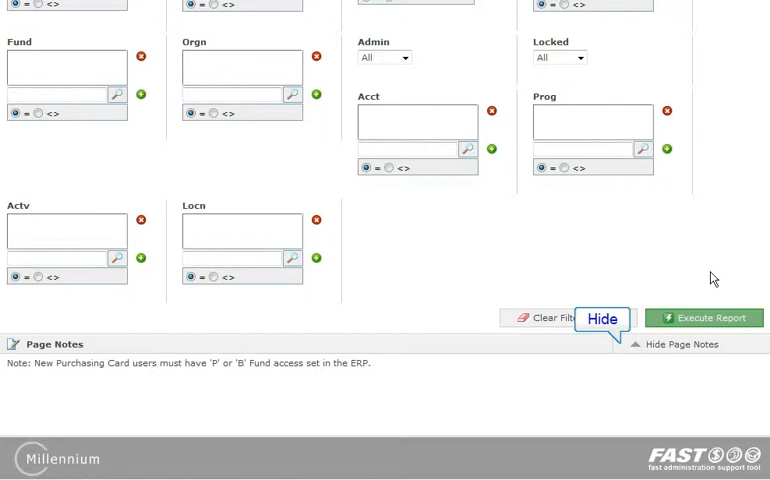 = <>
= <>
= <>
Fund
Orgn
Admin
Locked
All
All
= <>
= <>
Acct
Prog
= <>
= <>
Actv
Locn
= <>
= <>
Clear Filt
Hide
Execute Report
Page Notes
Hide Page Notes
Note: New Purchasing Card users must have 'P' or 'B' Fund access set in the ERP.
Millennium
FAST
fast administration support tool